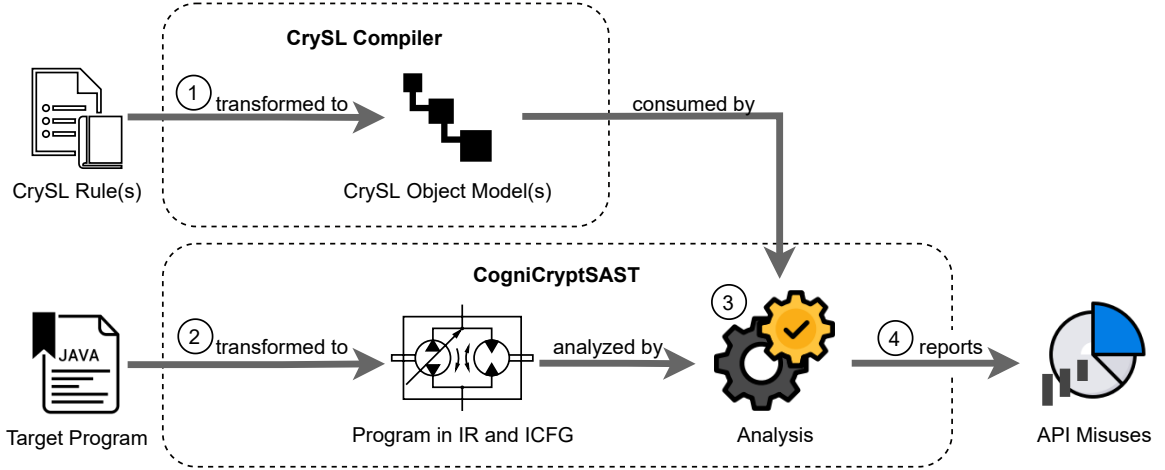 CrySL Compiler
1
transformed to
consumed by
CrySL Rule(s)
CrySL Object Model(s)
CogniCryptSAST
JAVA
2
transformed to
analyzed by
3
4
reports
Target Program
Program in IR and ICFG
Analysis
API Misuses